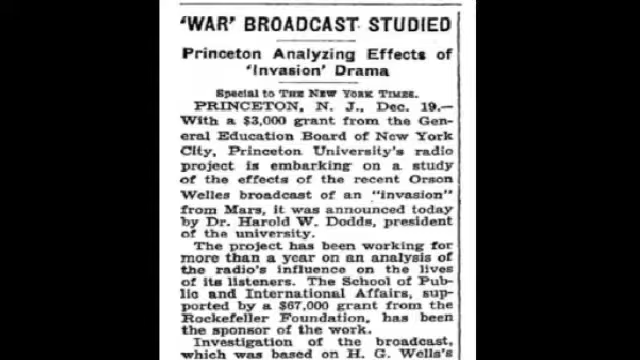 'WAR' BROADCAST STUDIED
Princeton Analyzing Effects of
'Invasion' Drama
Special to THE NEW YORK TIMES.
PRINCETON, N. J., Dec. 19.—
With a $3,000 grant from the Gen-
eral Education Board of New York
City, Princeton University's radio
project is embarking on a study
of the effects of the recent Orson
Welles broadcast of an "invasion"
from Mars, it was announced today
by Dr. Harold W. Dodds, president
of the university.
The project has been working for
more than a year on an analysis of
the radio's influence on the lives
of its listeners. The School of Pub-
lic and International Affairs, sup-
ported by a $67,000 grant from the
Rockefeller Foundation, has been
the sponsor of the work.
Investigation of the broadcast,
which was based on H. G. Wells's